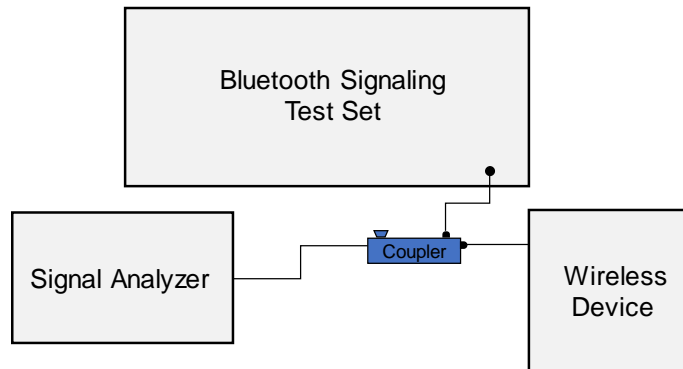 Bluetooth Signaling
Test Set
Signal Analyzer
Coupler
Wireless
Device